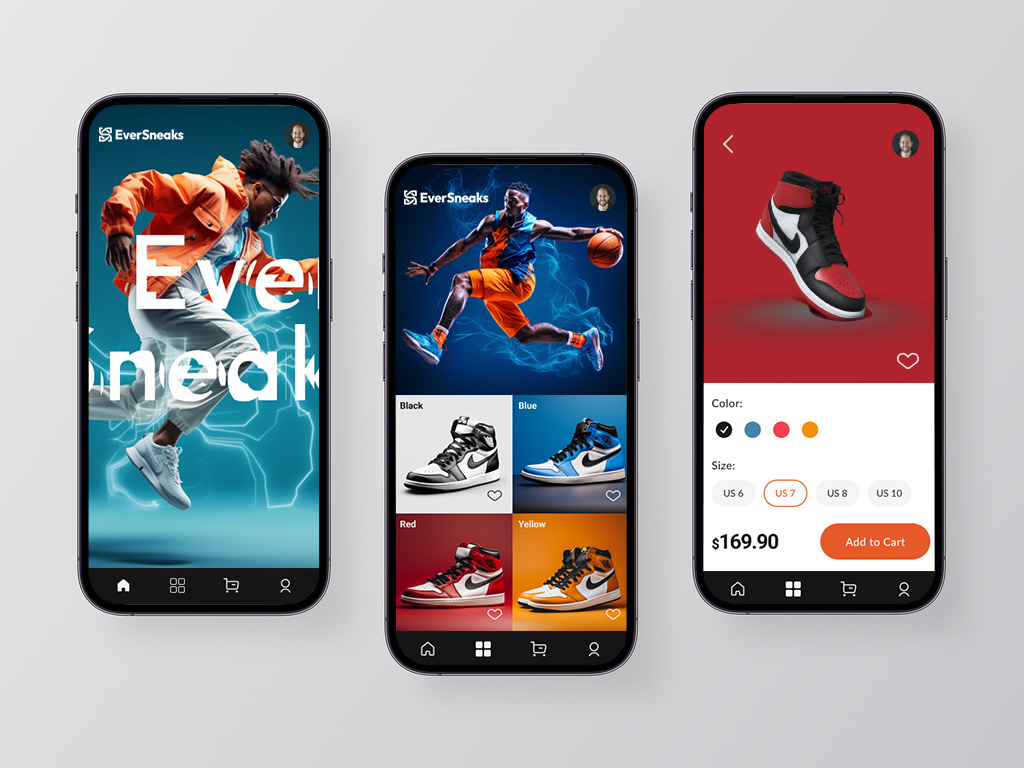 EverSneaks
Eve
Sneak
EverSneaks
Black
Blue
Red
Yellow
Color:
Size:
US 6
US 7
US 8
US 10
$169.90
Add to Cart